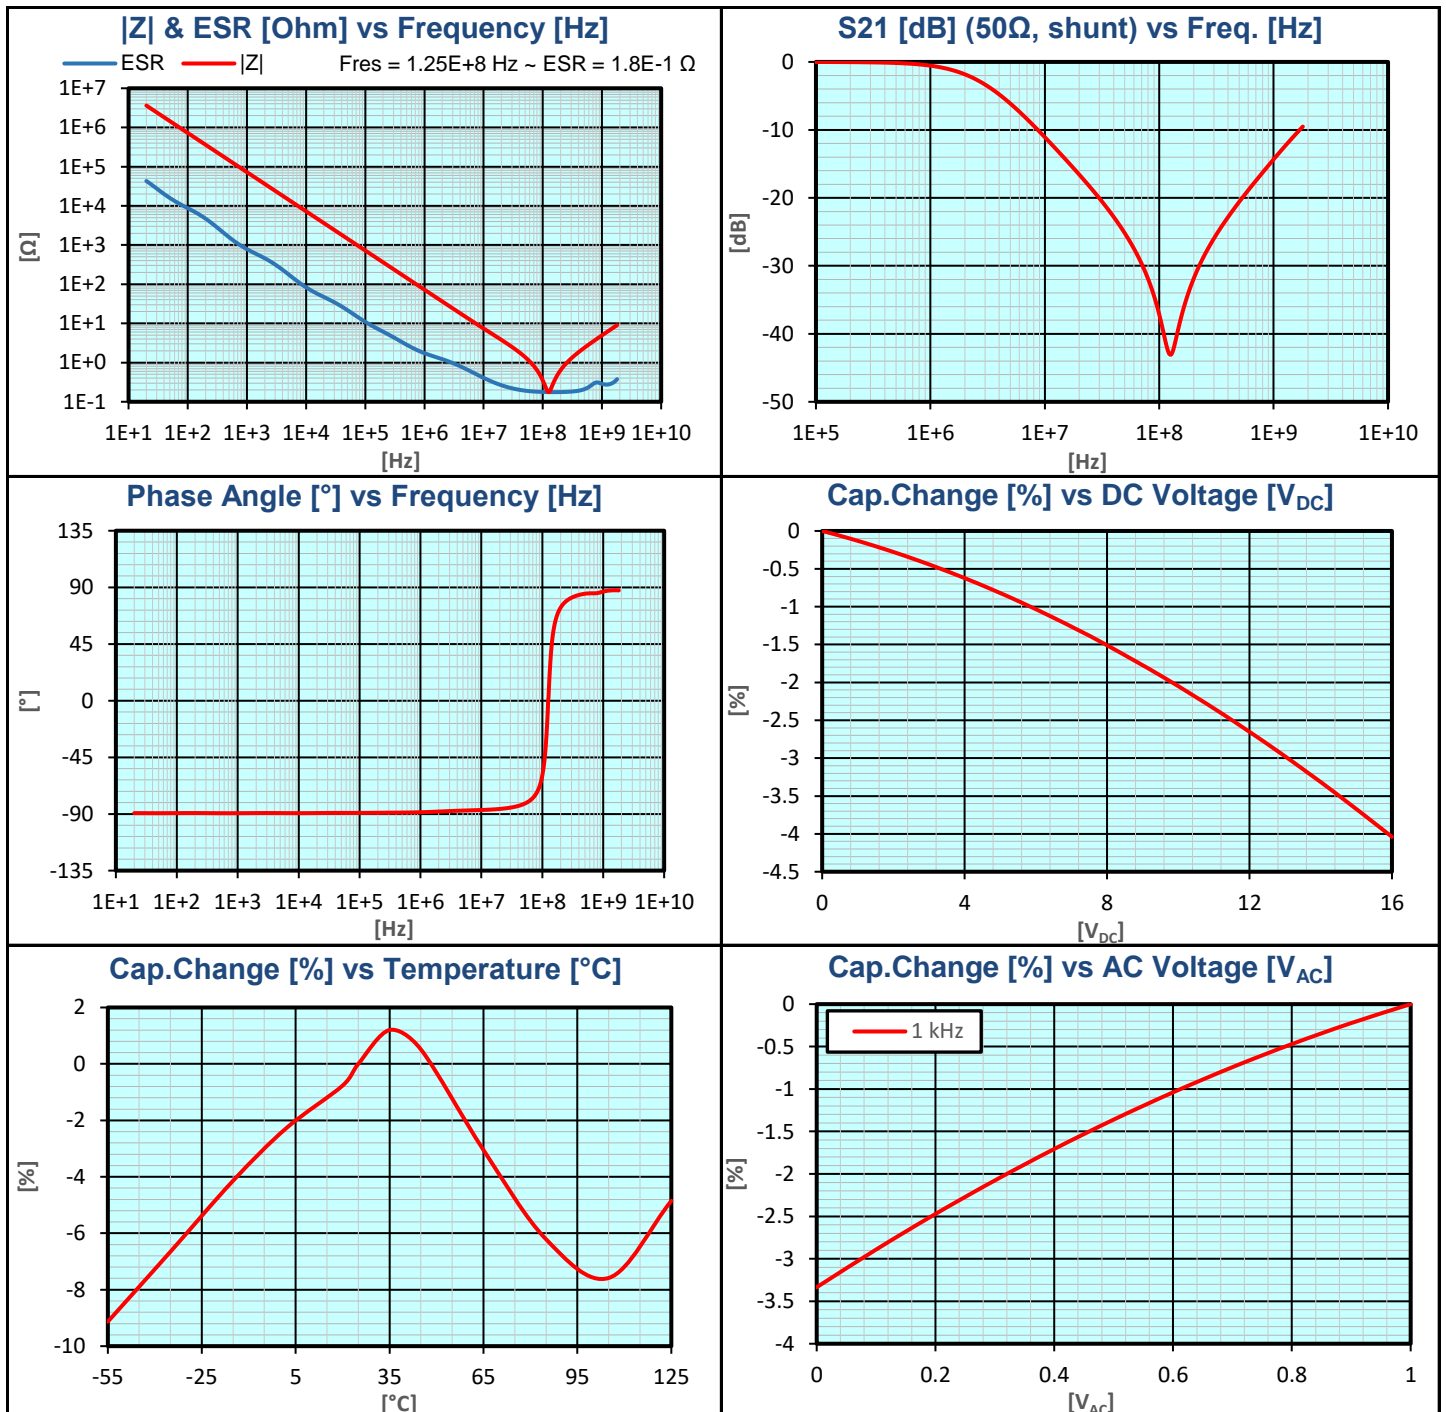 |Z| & ESR [Ohm] vs Frequency [Hz]
ESR |Z| Fres = 1.25E+8 Hz ~ ESR = 1.8E-1 Ω
1E+7
1E+6
1E+5
1E+4
1E+3
1E+2
1E+1
1E+0
1E-1
[Ω]
1E+1 1E+2 1E+3 1E+4 1E+5 1E+6 1E+7 1E+8 1E+9 1E+10
[Hz]
S21 [dB] (50Ω, shunt) vs Freq. [Hz]
0
-10
-20
-30
-40
-50
[dB]
1E+5 1E+6 1E+7 1E+8 1E+9 1E+10
[Hz]
Phase Angle [°] vs Frequency [Hz]
135
90
45
0
-45
-90
-135
[°]
1E+1 1E+2 1E+3 1E+4 1E+5 1E+6 1E+7 1E+8 1E+9 1E+10
[Hz]
Cap.Change [%] vs DC Voltage [VDC]
0
-0.5
-1
-1.5
-2
-2.5
-3
-3.5
-4
-4.5
[%]
0 4 8 12 16
[VDC]
Cap.Change [%] vs Temperature [°C]
2
0
-2
-4
-6
-8
-10
[%]
-55 -25 5 35 65 95 125
[°C]
Cap.Change [%] vs AC Voltage [VAC]
1 kHz
0
-0.5
-1
-1.5
-2
-2.5
-3
-3.5
-4
[%]
0 0.2 0.4 0.6 0.8 1
[VAC]